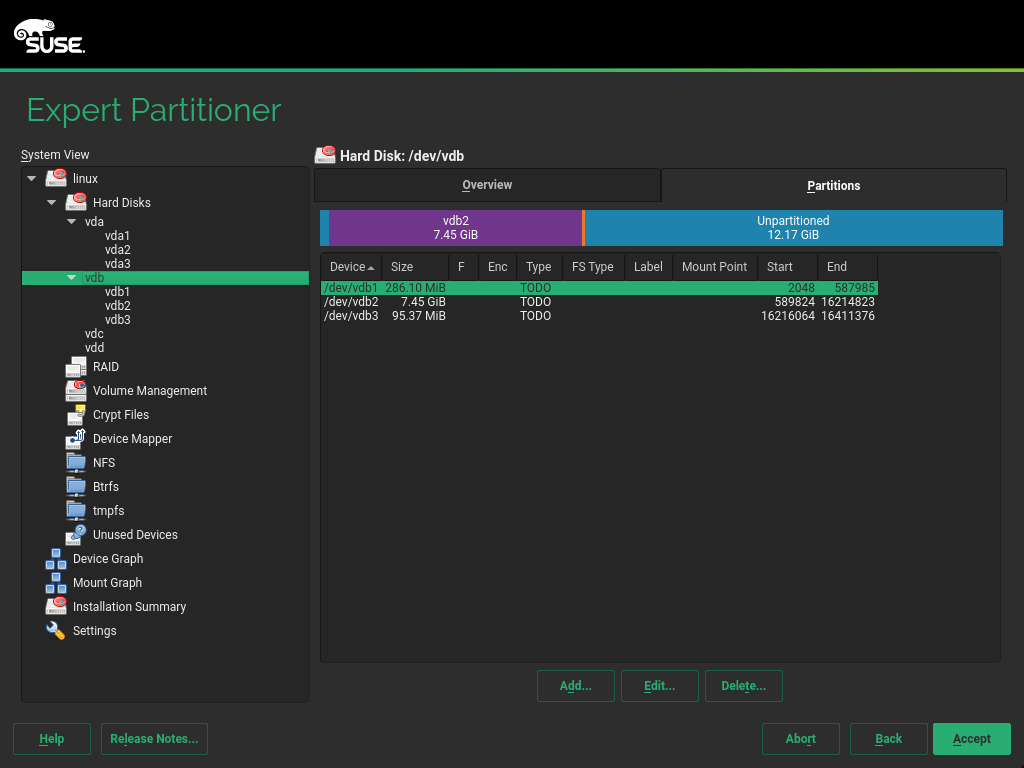 SUSE
Expert Partitioner
System View
linux
Hard Disks
vda
vda1
vda2
vda3
vdb
vdb1
vdb2
vdb3
vdc
vdd
RAID
Volume Management
Crypt Files
Device Mapper
NFS
Btrfs
tmpfs
Unused Devices
Device Graph
Mount Graph
Installation Summary
Settings
Hard Disk: /dev/vdb
Overview Partitions
vdb2 Unpartitioned
7.45 GiB 12.17 GiB
Device Size F Enc Type FS Type Label Mount Point Start End
/dev/vdb1 286.10 MiB TODO 2048 587985
/dev/vdb2 7.45 GiB TODO 589824 16214823
/dev/vdb3 95.37 MiB TODO 16216064 16411376
Add... Edit... Delete...
Help Release Notes... Abort Back Accept